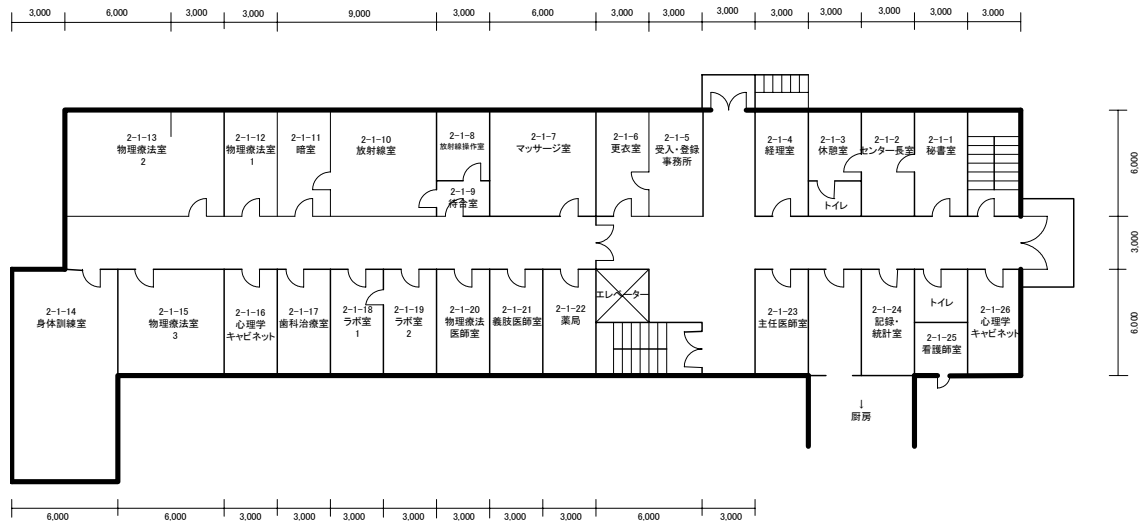 3,000 6,000 3,000 9,000 3,000 6,000 3,000 3,000 3,000 3,000 3,000 3,000 3,000 3,000
2-1-13
物理療法室
2
2-1-12
物理療法室
1
2-1-11
暗室
2-1-10
放射線室
2-1-8
放射線操作室
2-1-9
待合室
2-1-7
マッサージ室
2-1-6
更衣室
2-1-5
受入・登録
事務所
2-1-4
経理室
2-1-3
休憩室
トイレ
2-1-2
センター長室
2-1-1
秘書室
6,000
3,000
6,000
2-1-14
身体訓練室
2-1-15
物理療法室
3
2-1-16
心理学
キャビネット
2-1-17
歯科治療室
2-1-18
ラボ室
1
2-1-19
ラボ室
2
2-1-20
物理療法
医師室
2-1-21
義肢医師室
2-1-22
薬局
エレベーター
2-1-23
主任医師室
2-1-24
記録・
統計室
トイレ
2-1-25
看護師室
2-1-26
心理学
キャビネット
↓
厨房
6,000 6,000 3,000 3,000 3,000 3,000 3,000 3,000 3,000 6,000 3,000